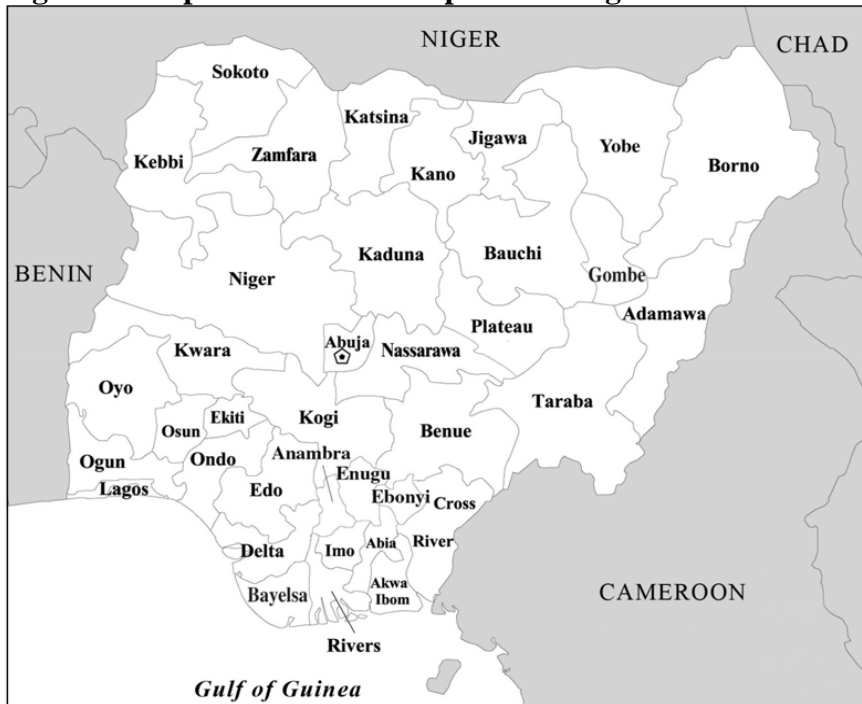 NIGER
CHAD
Sokoto
Katsina
Jigawa
Yobe
Kebbi
Zamfara
Kano
Borno
BENIN
Niger
Kaduna
Bauchi
Gombe
Adamawa
Plateau
Abuja
Nassarawa
Kwara
Oyo
Taraba
Kogi
Benue
Osun
Ekiti
Ogun
Ondo
Anambra
Enugu
Lagos
Edo
Ebonyi
Cross
River
Delta
Imo
Abia
Bayelsa
Akwa
Ibom
CAMEROON
Rivers
Gulf of Guinea